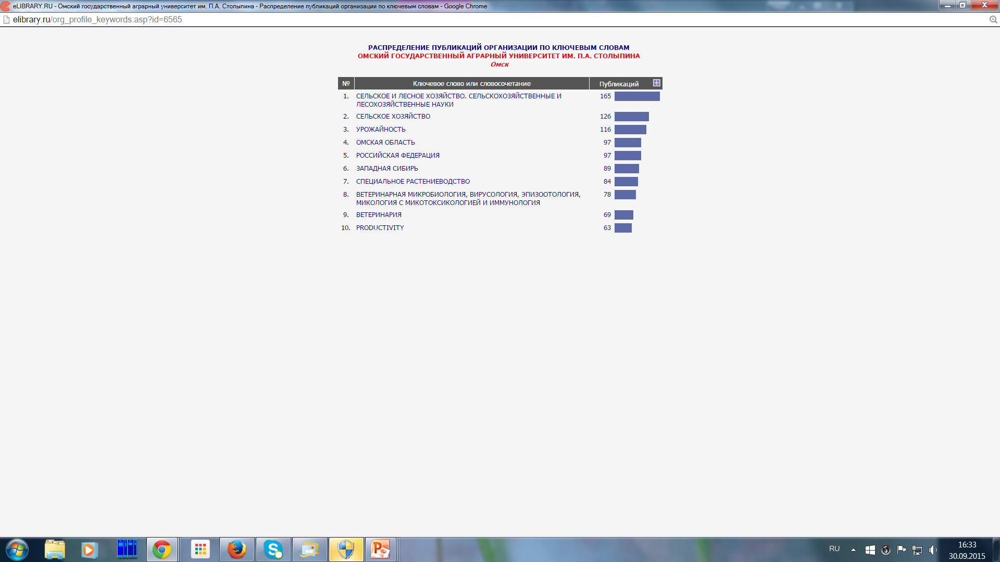 eLIBRARY.RU - Омский государственный аграрный университет им. П.А. Столыпина - Распределение публикаций организации по ключевым словам - Google Chrome
elibrary.ru/org_profile_keywords.asp?id=6565
РАСПРЕДЕЛЕНИЕ ПУБЛИКАЦИЙ ОРГАНИЗАЦИИ ПО КЛЮЧЕВЫМ СЛОВАМ
ОМСКИЙ ГОСУДАРСТВЕННЫЙ АГРАРНЫЙ УНИВЕРСИТЕТ ИМ. П.А. СТОЛЫПИНА
Омск
№ Ключевое слово или словосочетание Публикаций
1. СЕЛЬСКОЕ И ЛЕСНОЕ ХОЗЯЙСТВО. СЕЛЬСКОХОЗЯЙСТВЕННЫЕ И 165
ЛЕСОХОЗЯЙСТВЕННЫЕ НАУКИ
2. СЕЛЬСКОЕ ХОЗЯЙСТВО 126
3. УРОЖАЙНОСТЬ 116
4. ОМСКАЯ ОБЛАСТЬ 97
5. РОССИЙСКАЯ ФЕДЕРАЦИЯ 97
6. ЗАПАДНАЯ СИБИРЬ 89
7. СПЕЦИАЛЬНОЕ РАСТЕНИЕВОДСТВО 84
8. ВЕТЕРИНАРНАЯ МИКРОБИОЛОГИЯ, ВИРУСОЛОГИЯ, ЭПИЗООТОЛОГИЯ, 78
МИКОЛОГИЯ С МИКОТОКСИКОЛОГИЕЙ И ИММУНОЛОГИЯ
9. ВЕТЕРИНАРИЯ 69
10. PRODUCTIVITY 63
RU
16:33
30.09.2015